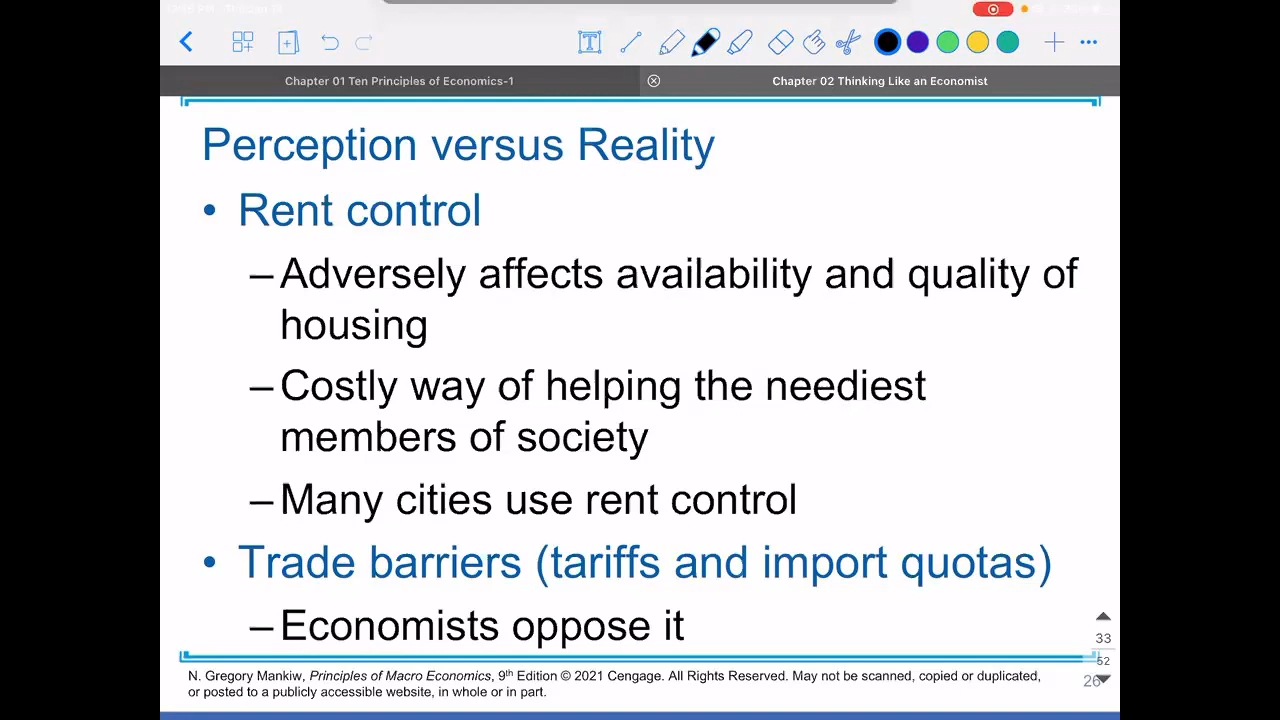 Chapter 01 Ten Principles of Economics-1
Chapter 02 Thinking Like an Economist
Perception versus Reality
• Rent control
– Adversely affects availability and quality of
housing
– Costly way of helping the neediest
members of society
– Many cities use rent control
• Trade barriers (tariffs and import quotas)
– Economists oppose it
33
52
26
N. Gregory Mankiw, Principles of Macro Economics, 9th Edition © 2021 Cengage. All Rights Reserved. May not be scanned, copied or duplicated,
or posted to a publicly accessible website, in whole or in part.